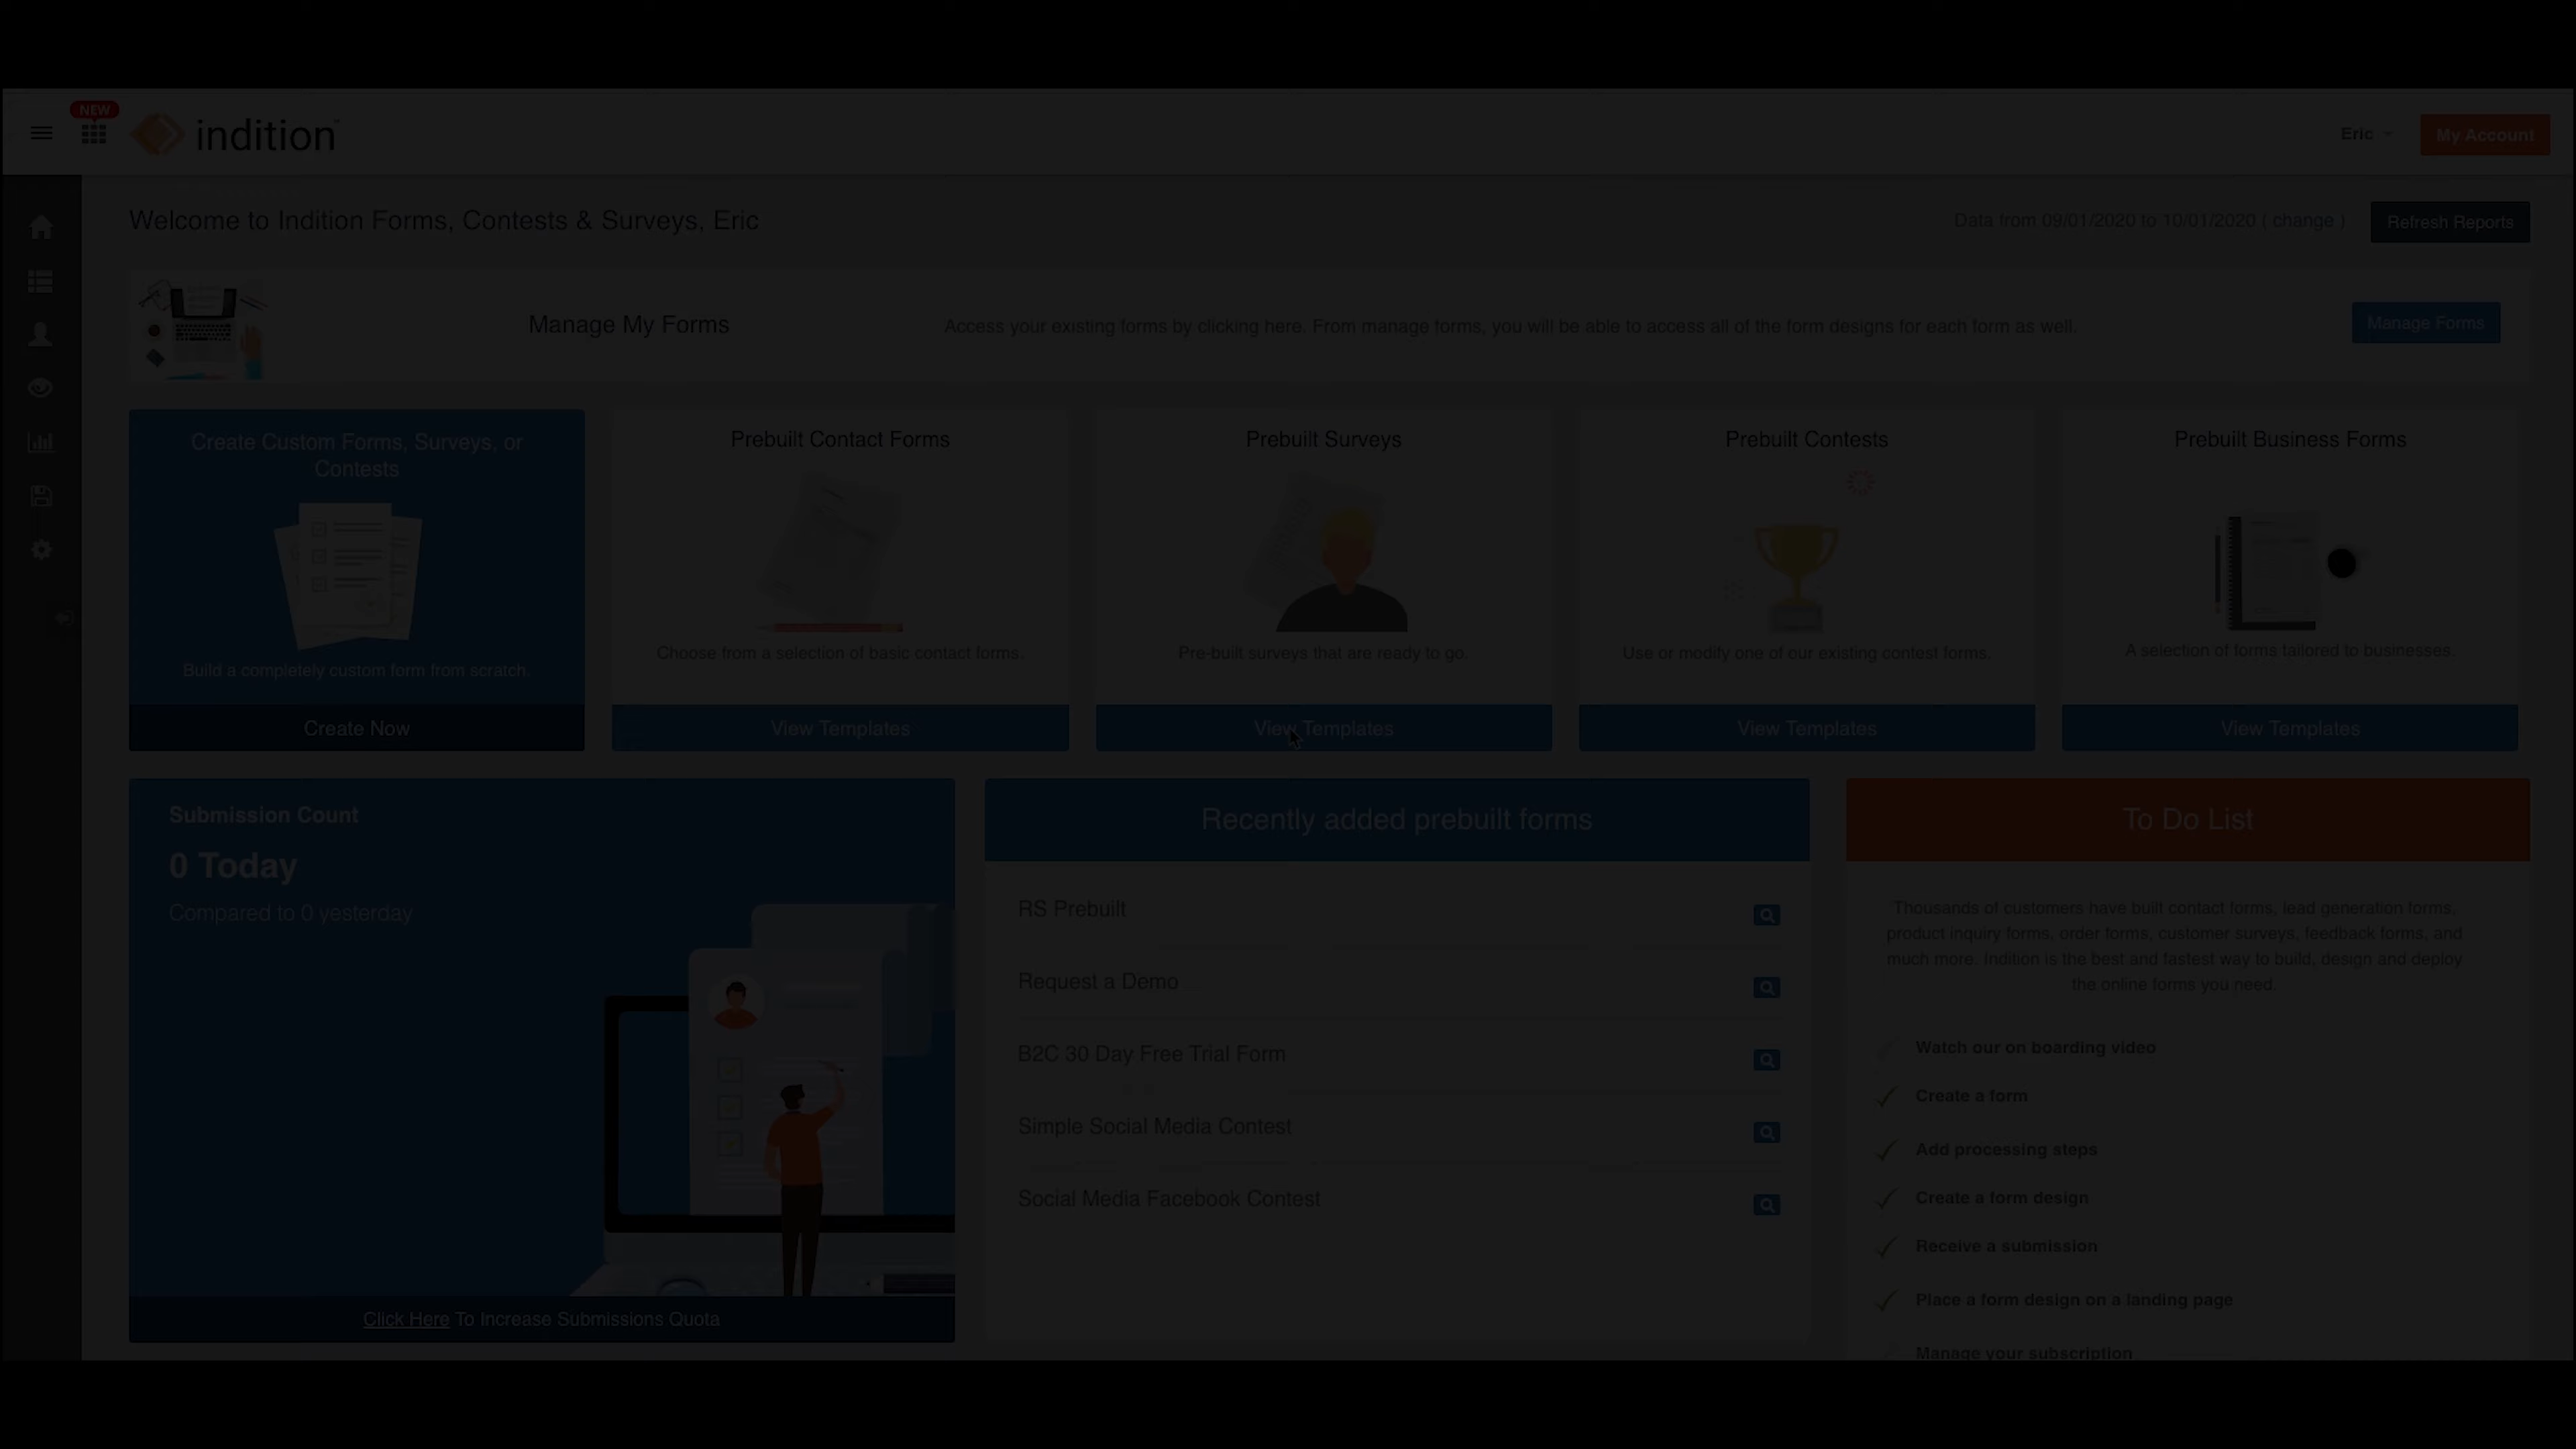 NEW
indition
Eric
My Account
Welcome to Indition Forms, Contests & Surveys, Eric
Data from 09/01/2020 to 10/01/2020 ( change )
Refresh Reports
Manage My Forms
Access your existing forms by clicking here. From manage forms, you will be able to access all of the form designs for each form as well.
Manage Forms
Create Custom Forms, Surveys, or
Contests
Build a completely custom form from scratch.
Create Now
Prebuilt Contact Forms
Choose from a selection of basic contact forms.
View Templates
Prebuilt Surveys
Pre-built surveys that are ready to go.
View Templates
Prebuilt Contests
Use or modify one of our existing contest forms.
View Templates
Prebuilt Business Forms
A selection of forms tailored to businesses.
View Templates
Submission Count
0 Today
Compared to 0 yesterday
Click Here To Increase Submissions Quota
Recently added prebuilt forms
RS Prebuilt
Request a Demo
B2C 30 Day Free Trial Form
Simple Social Media Contest
Social Media Facebook Contest
To Do List
Thousands of customers have built contact forms, lead generation forms,
product inquiry forms, order forms, customer surveys, feedback forms, and
much more. Indition is the best and fastest way to build, design and deploy
the online forms you need.
Watch our on boarding video
Create a form
Add processing steps
Create a form design
Receive a submission
Place a form design on a landing page
Manage your subscription